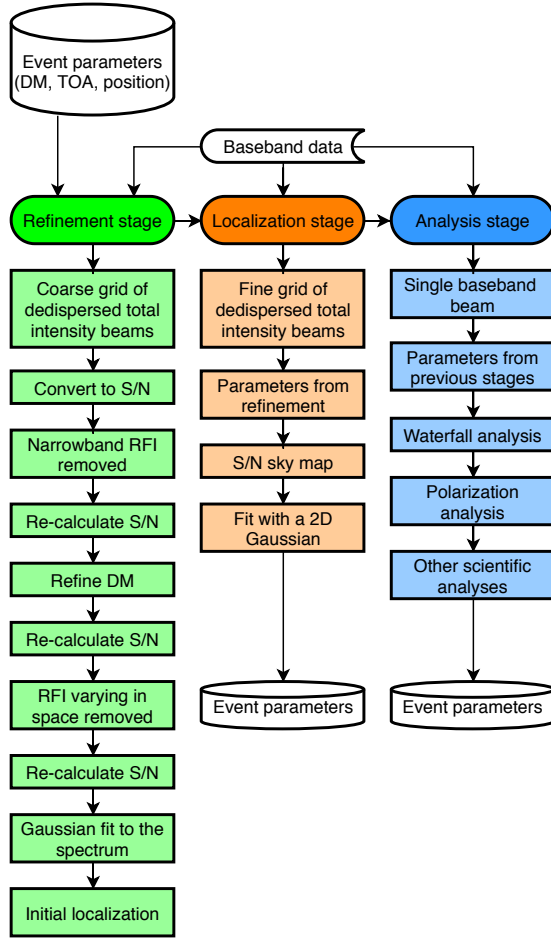 Event parameters
(DM, TOA, position)
Baseband data
Refinement stage
Localization stage
Analysis stage
Coarse grid of
dedispersed total
intensity beams
Convert to S/N
Narrowband RFI
removed
Re-calculate S/N
Refine DM
Re-calculate S/N
RFI varying in
space removed
Re-calculate S/N
Gaussian fit to the
spectrum
Initial localization
Fine grid of
dedispersed total
intensity beams
Parameters from
refinement
S/N sky map
Fit with a 2D
Gaussian
Event parameters
Single baseband
beam
Parameters from
previous stages
Waterfall analysis
Polarization
analysis
Other scientific
analyses
Event parameters